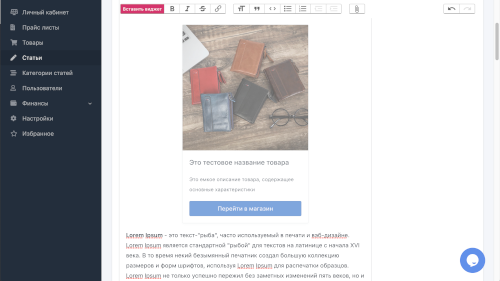 Личный кабинет
Прайс листы
Товары
Статьи
Категории статей
Пользователи
Финансы
Настройки
Избранное
Вставить виджет
Это тестовое название товара
Это емкое описание товара, содержащее
основные характеристики
Перейти в магазин
Lorem Ipsum - это текст-"рыба", часто используемый в печати и вэб-дизайне.
Lorem Ipsum является стандартной "рыбой" для текстов на латинице с начала XVI
века. В то время некий безымянный печатник создал большую коллекцию
размеров и форм шрифтов, используя Lorem Ipsum для распечатки образцов.
Lorem Ipsum не только успешно пережил без заметных изменений пять веков, но и